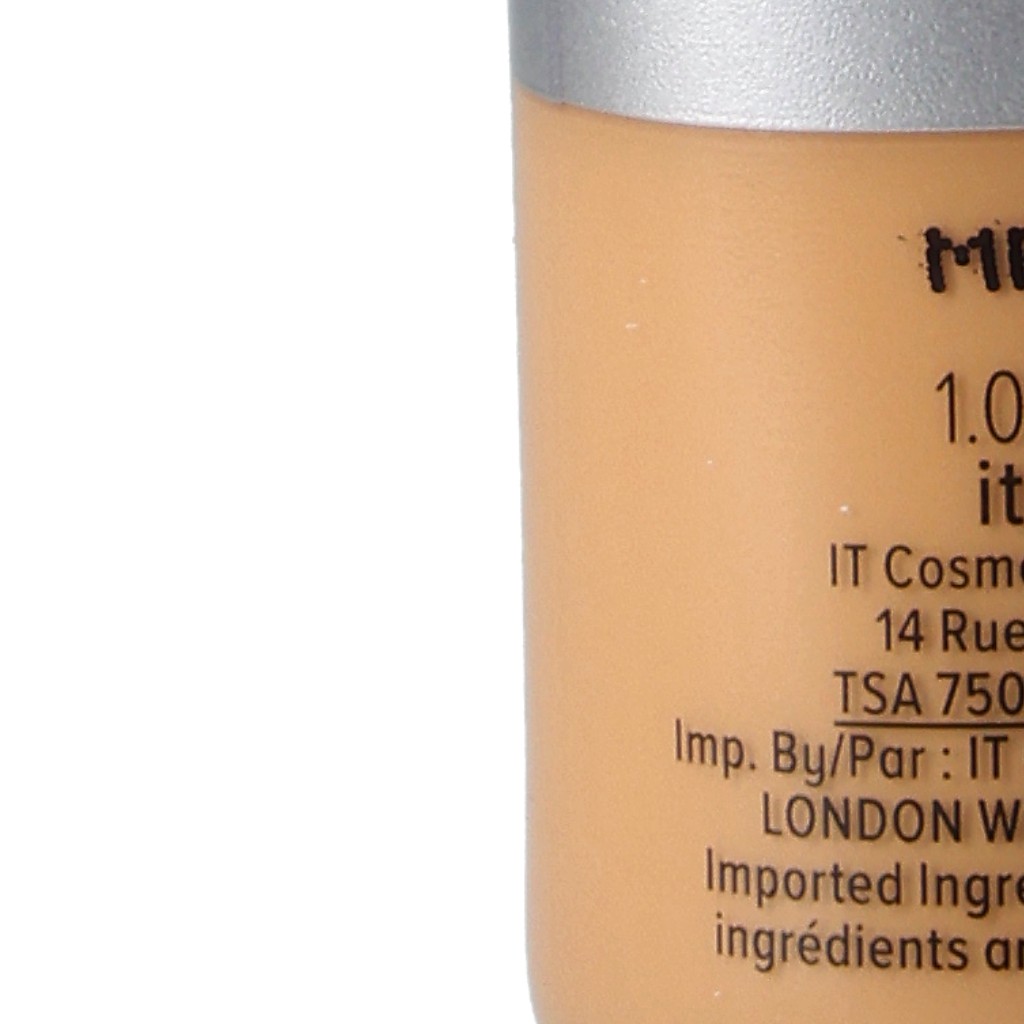 1.0
it
IT Cosme
14 Rue
TSA 750
Imp. By/Par : IT
LONDON W
Imported Ingre
ingrédients